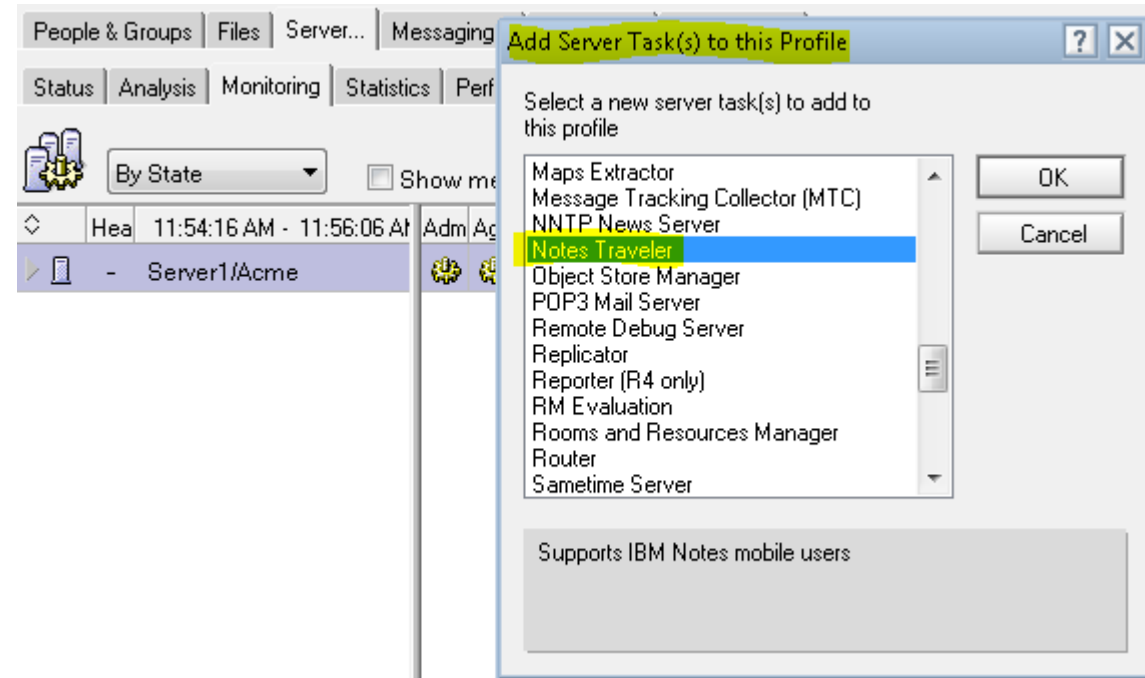 People & Groups Files Server... Messaging
Status Analysis Monitoring Statistics Perf
By State Show me
Hea 11:54:16 AM - 11:56:06 AM Adm Ag
- Server1/Acme
Add Server Task(s) to this Profile
Select a new server task(s) to add to
this profile
Maps Extractor
Message Tracking Collector (MTC)
NNTP News Server
Notes Traveler
Object Store Manager
POP3 Mail Server
Remote Debug Server
Replicator
Reporter (R4 only)
RM Evaluation
Rooms and Resources Manager
Router
Sametime Server
OK
Cancel
Supports IBM Notes mobile users